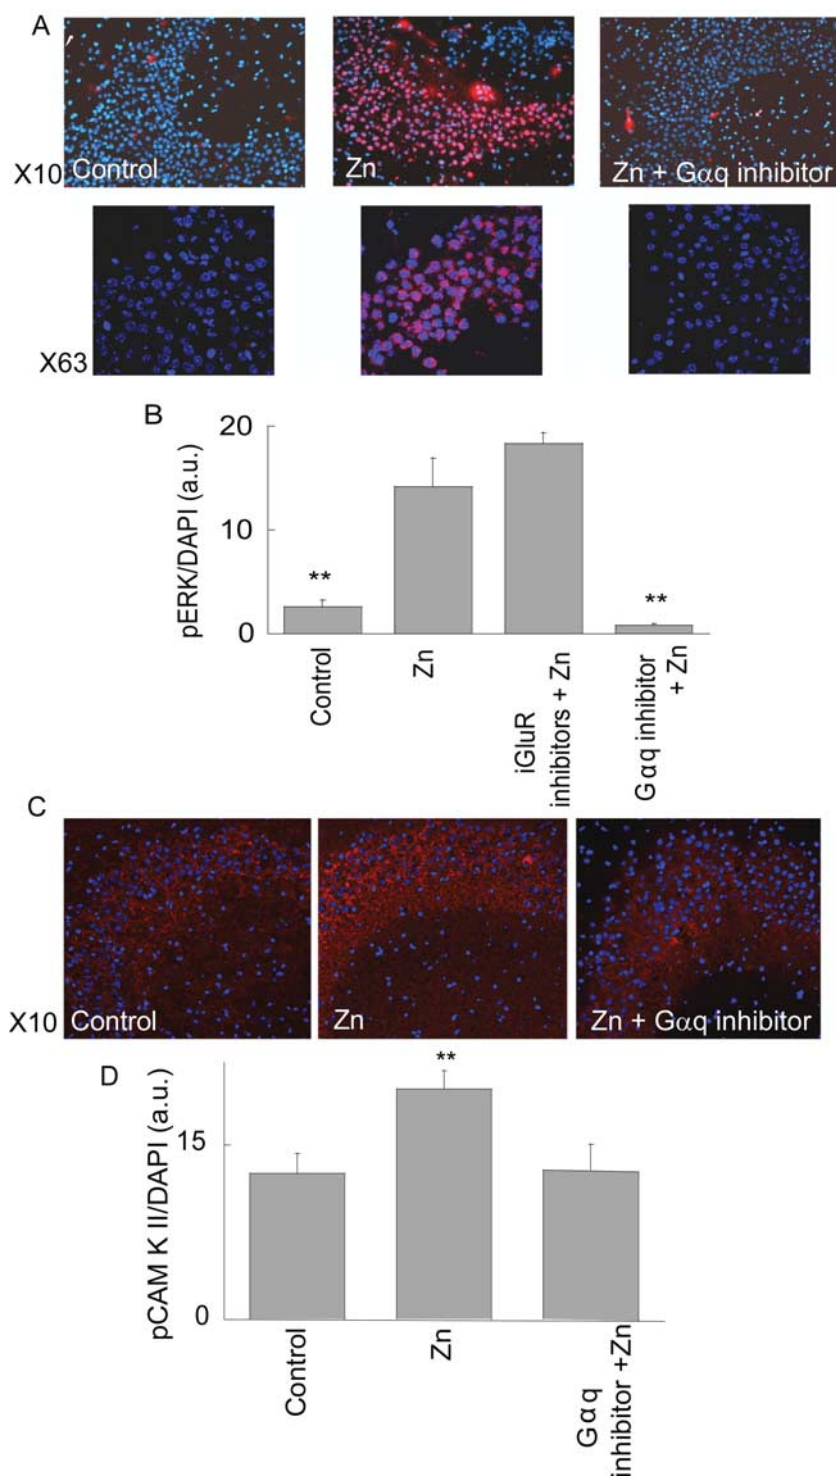 A
X10
Control
Zn
Zn + Gαq inhibitor
X63
B
pERK/DAPI (a.u.)
20
10
0
**
**
Control
Zn
iGluR
inhibitors + Zn
Gαq inhibitor
+ Zn
C
X10
Control
Zn
Zn + Gαq inhibitor
D
pCAM K II/DAPI (a.u.)
15
0
**
Control
Zn
Gαq
inhibitor +Zn